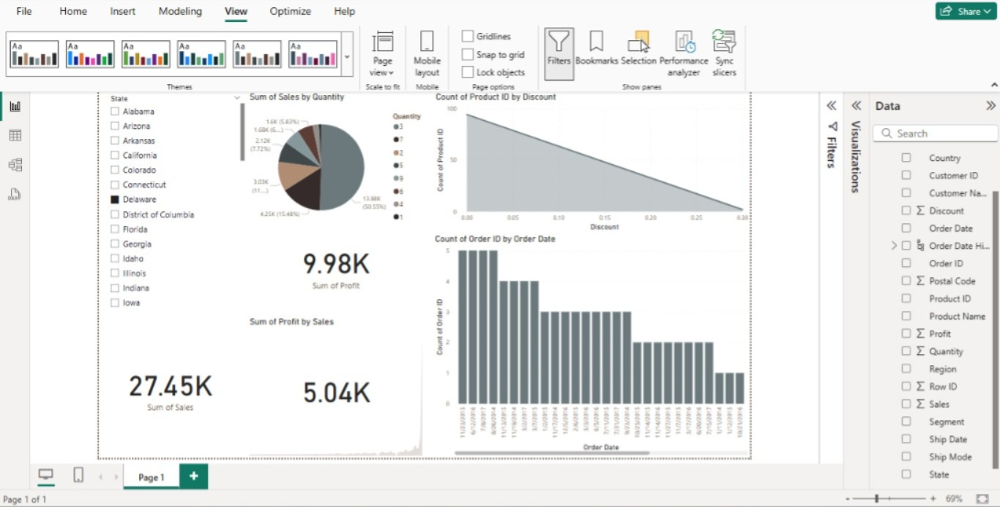 File Home Insert Modeling View Optimize Help Share
Aa Aa Aa Aa Aa Aa
Themes
Page view
Scale to fit
Mobile layout
Mobile
Gridlines
Snap to grid
Lock objects
Page options
Filters Bookmarks Selection Performance analyzer Sync slicers
Show panes
State
Alabama
Arizona
Arkansas
California
Colorado
Connecticut
Delaware
District of Columbia
Florida
Georgia
Idaho
Illinois
Indiana
Iowa
Sum of Sales by Quantity
1.6K (5.83%)
1.68K (6...)
2.12K
(7.72%)
3.03K
(11...)
4.25K (15.48%)
13.88K
(50.55%)
Quantity
3
7
2
5
9
6
4
1
9.98K
Sum of Profit
Sum of Profit by Sales
27.45K
Sum of Sales
5.04K
Count of Product ID by Discount
Count of Product ID
100
50
0
0.00 0.05 0.10 0.15 0.20 0.25 0.30
Discount
Count of Order ID by Order Date
Count of Order ID
5
4
3
2
1
0
Order Date
Filters
Visualizations
Data
Search
Country
Customer ID
Customer Na...
Discount
Order Date
Order Date Hi...
Order ID
Postal Code
Product ID
Product Name
Profit
Quantity
Region
Row ID
Sales
Segment
Ship Date
Ship Mode
State
Page 1 +
Page 1 of 1
- + 69%